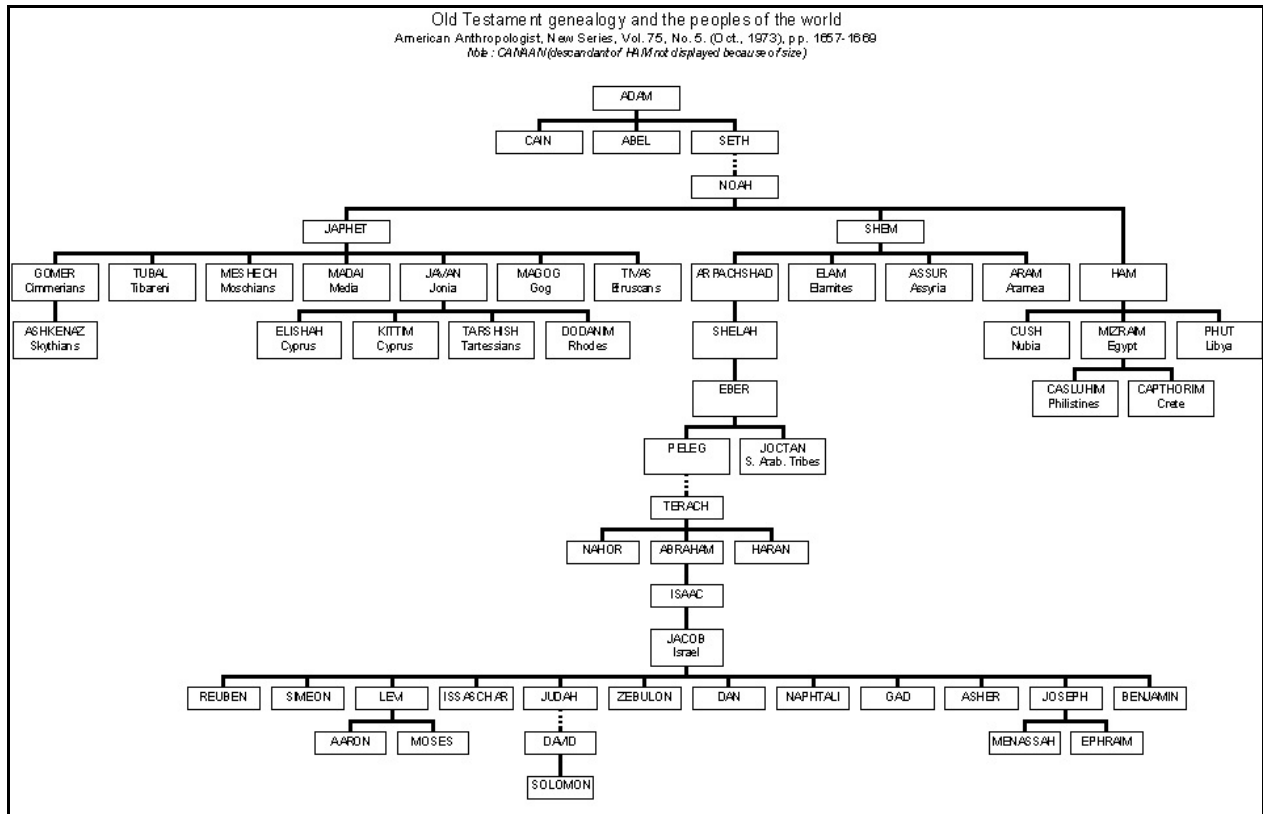 Old Testament genealogy and the peoples of the world
American Anthropologist, New Series, Vol. 75, No. 5. (Oct., 1973), pp. 1657-1669
Note : CANAAN (descandant of HAM not displayed because of size)
ADAM
CAIN
ABEL
SETH
NOAH
JAPHET
SHEM
GOMER
Cimmerians
TUBAL
Tibareni
MESHECH
Moschians
MADAI
Media
JAVAN
Jonia
MAGOG
Gog
TIVAS
Etruscans
ARPACHSHAD
ELAM
Elamites
ASSUR
Assyria
ARAM
Aramea
HAM
ASHKENAZ
Skythians
ELISHAH
Cyprus
KITTIM
Cyprus
TARSHISH
Tartessians
DODANIM
Rhodes
SHELAH
CUSH
Nubia
MIZRAIM
Egypt
PHUT
Libya
EBER
CASLUHIM
Philistines
CAPTHORIM
Crete
PELEG
JOCTAN
S. Arab. Tribes
TERACH
NAHOR
ABRAHAM
HARAN
ISAAC
JACOB
Israel
REUBEN
SIMEON
LEVI
ISSASCHAR
JUDAH
ZEBULON
DAN
NAPHTALI
GAD
ASHER
JOSEPH
BENJAMIN
AARON
MOSES
DAVID
MENASSAH
EPHRAIM
SOLOMON